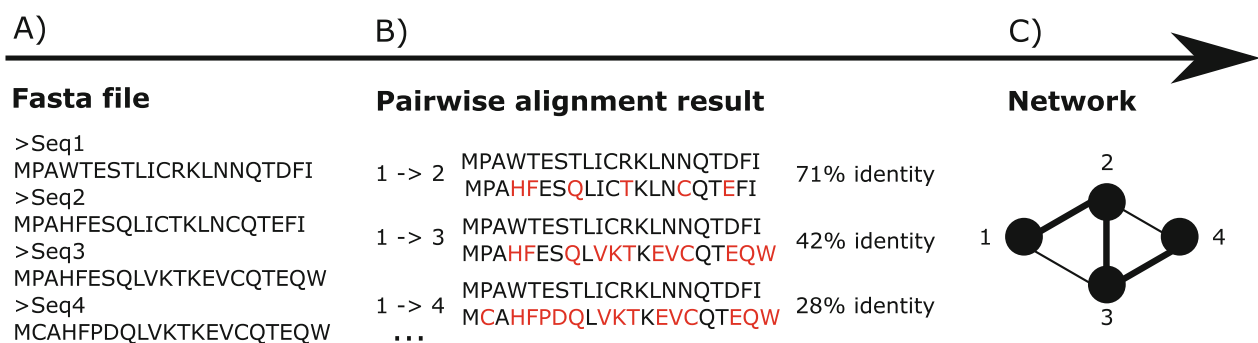 A)
Fasta file
>Seq1
MPAWTESTLICRKLNNQTDFI
>Seq2
MPAHFESQLICTKLNCQTEFI
>Seq3
MPAHFESQLVKTKEVCQTEQW
>Seq4
MCAHFPDQLVKTKEVCQTEQW
B)
Pairwise alignment result
1 -> 2
MPAWTESTLICRKLNNQTDFI
MPAHFESQLICTKLNCQTEFI
71% identity
1 -> 3
MPAWTESTLICRKLNNQTDFI
MPAHFESQLVKTKEVCQTEQW
42% identity
1 -> 4
MPAWTESTLICRKLNNQTDFI
MCAHFPDQLVKTKEVCQTEQW
28% identity
...
C)
Network
2
1
4
3